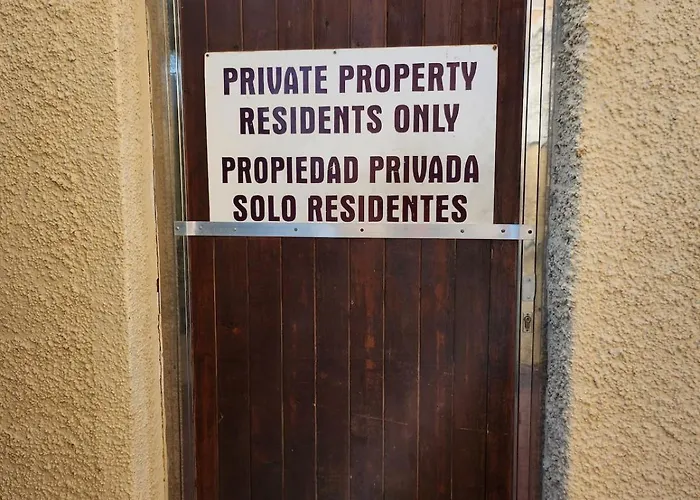 PRIVATE PROPERTY
RESIDENTS ONLY
PROPIEDAD PRIVADA
SOLO RESIDENTES